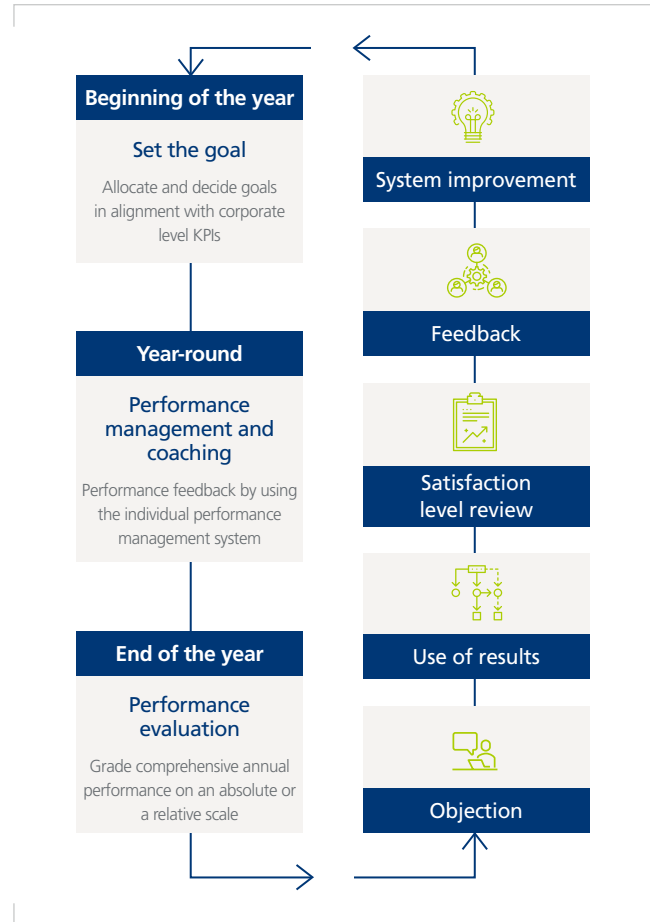 Beginning of the year
Set the goal
Allocate and decide goals
in alignment with corporate
level KPIs
Year-round
Performance
management and
coaching
Performance feedback by using
the individual performance
management system
End of the year
Performance
evaluation
Grade comprehensive annual
performance on an absolute or
a relative scale
System improvement
Feedback
Satisfaction
level review
Use of results
Objection